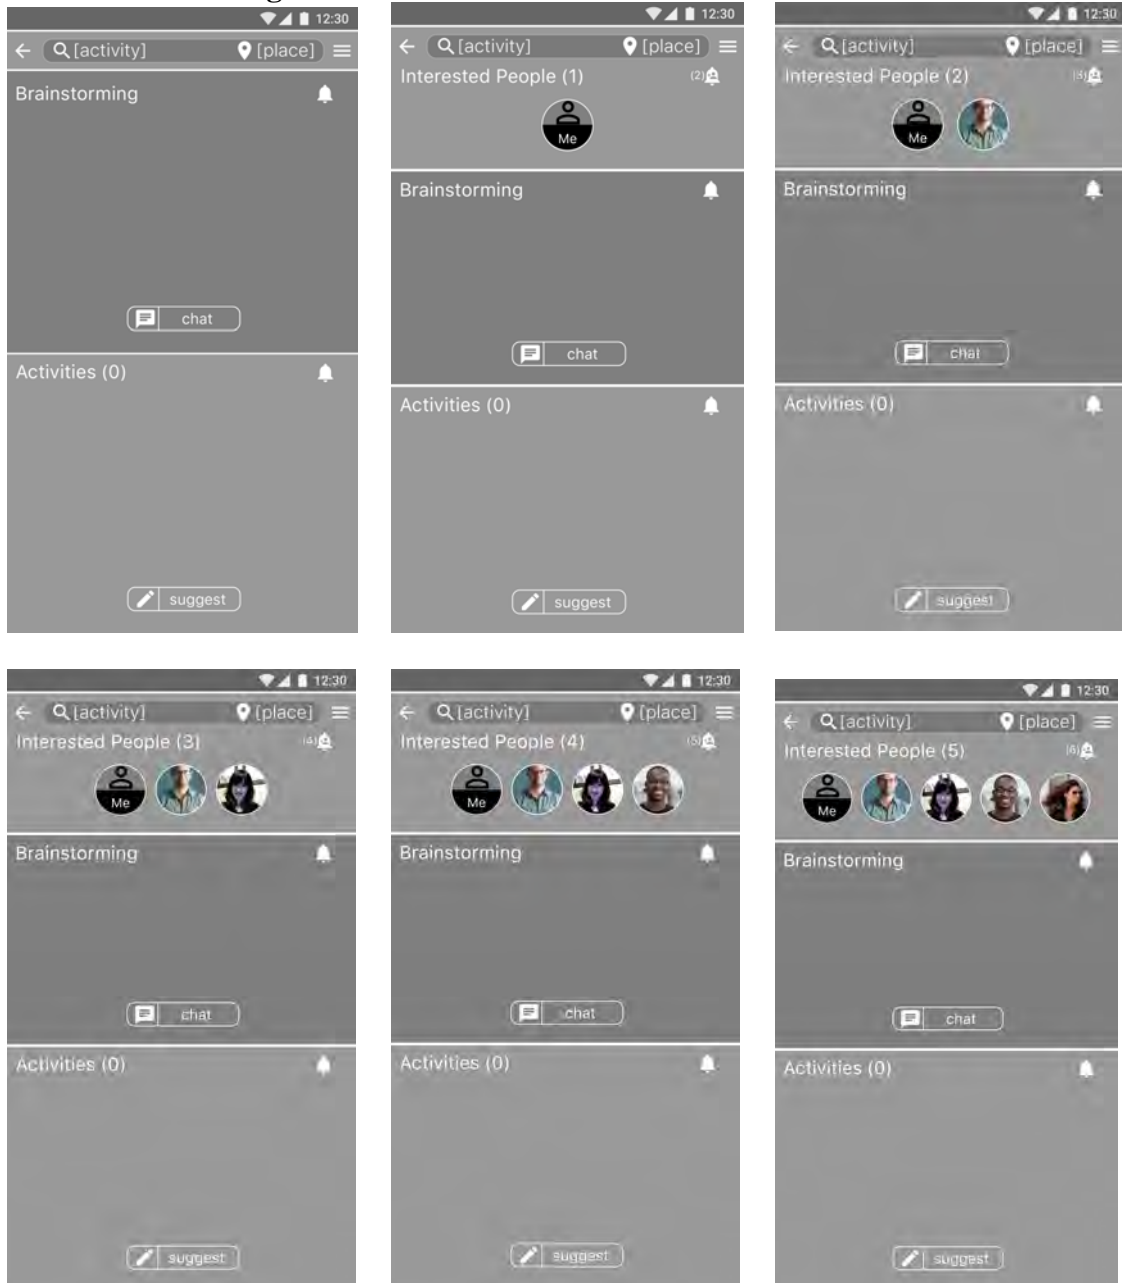 12:30
[activity] [place]
Brainstorming
chat
Activities (0)
suggest
12:30
[activity] [place]
Interested People (1) (2)
Me
Brainstorming
chat
Activities (0)
suggest
12:30
[activity] [place]
Interested People (2) (3)
Me
Brainstorming
chat
Activities (0)
suggest
12:30
[activity] [place]
Interested People (3) (4)
Me
Brainstorming
chat
Activities (0)
suggest
12:30
[activity] [place]
Interested People (4) (5)
Me
Brainstorming
chat
Activities (0)
suggest
12:30
[activity] [place]
Interested People (5) (6)
Me
Brainstorming
chat
Activities (0)
suggest